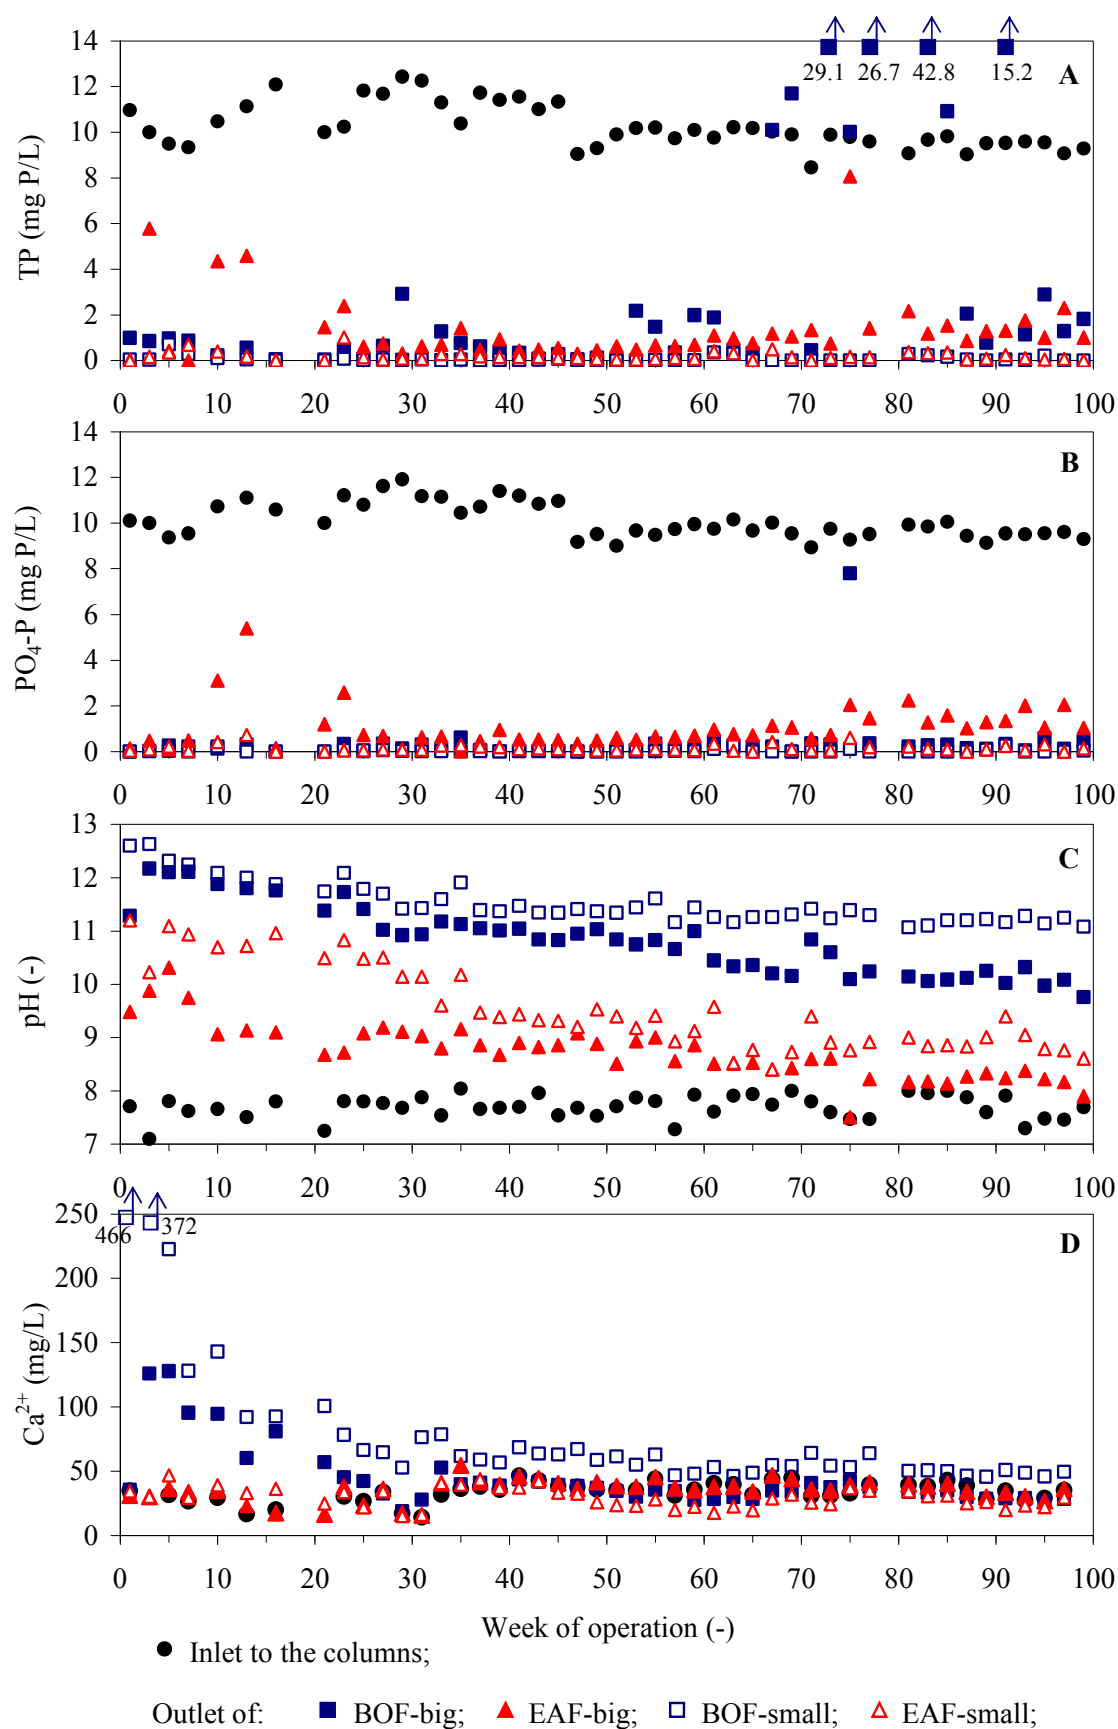 29.1 26.7 42.8 15.2
A
TP (mg P/L)
14
12
10
8
6
4
2
0
0 10 20 30 40 50 60 70 80 90 100
B
PO4-P (mg P/L)
14
12
10
8
6
4
2
0
0 10 20 30 40 50 60 70 80 90 100
C
pH (-)
13
12
11
10
9
8
7
0 10 20 30 40 50 60 70 80 90 100
466 372
D
Ca2+ (mg/L)
250
200
150
100
50
0
0 10 20 30 40 50 60 70 80 90 100
Week of operation (-)
Inlet to the columns;
Outlet of: BOF-big; EAF-big; BOF-small; EAF-small;